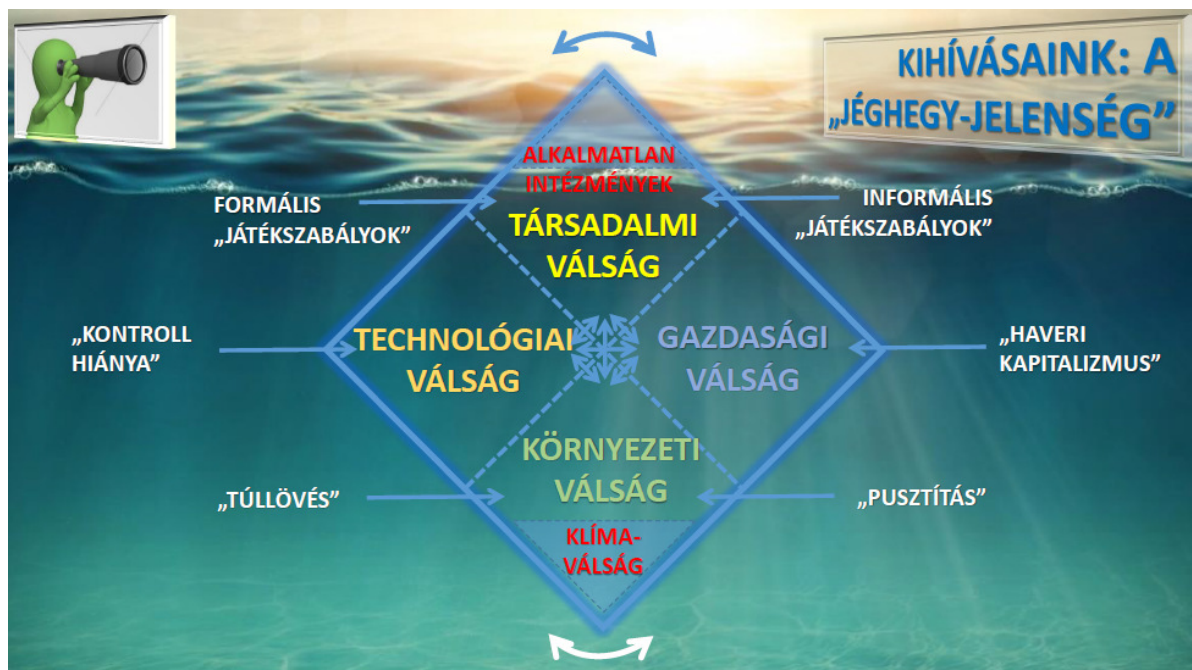 KIHÍVÁSAINK: A
„JÉGHEGY-JELENSÉG”
ALKALMATLAN
INTÉZMÉNYEK
FORMÁLIS
„JÁTÉKSZABÁLYOK”
INFORMÁLIS
„JÁTÉKSZABÁLYOK”
TÁRSADALMI
VÁLSÁG
„KONTROLL
HIÁNYA”
TECHNOLÓGIAI
VÁLSÁG
GAZDASÁGI
VÁLSÁG
„HAVERI
KAPITALIZMUS”
KÖRNYEZETI
VÁLSÁG
„TÚLLÖVÉS”
„PUSZTÍTÁS”
KLÍMA-
VÁLSÁG